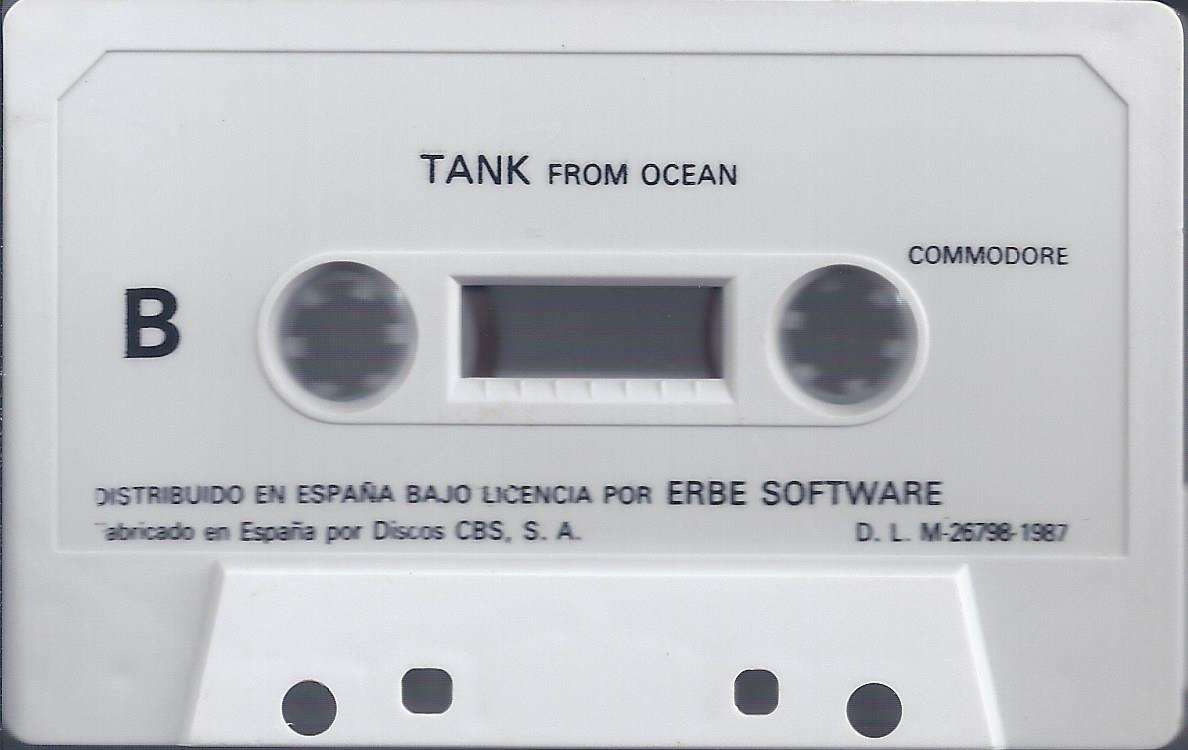 TANK FROM OCEAN
COMMODORE
B
DISTRIBUIDO EN ESPAÑA BAJO LICENCIA POR ERBE SOFTWARE
Fabricado en España por Discos CBS, S. A. D. L. M-26798-1987